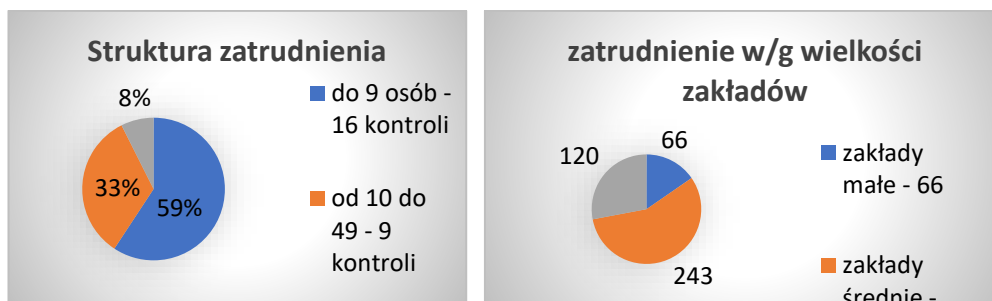 Struktura zatrudnienia
8%
33%
59%
do 9 osób -
16 kontroli
od 10 do
49 - 9
kontroli
zatrudnienie w/g wielkości
zakładów
66
120
243
zakłady
małe - 66
zakłady
średnie -